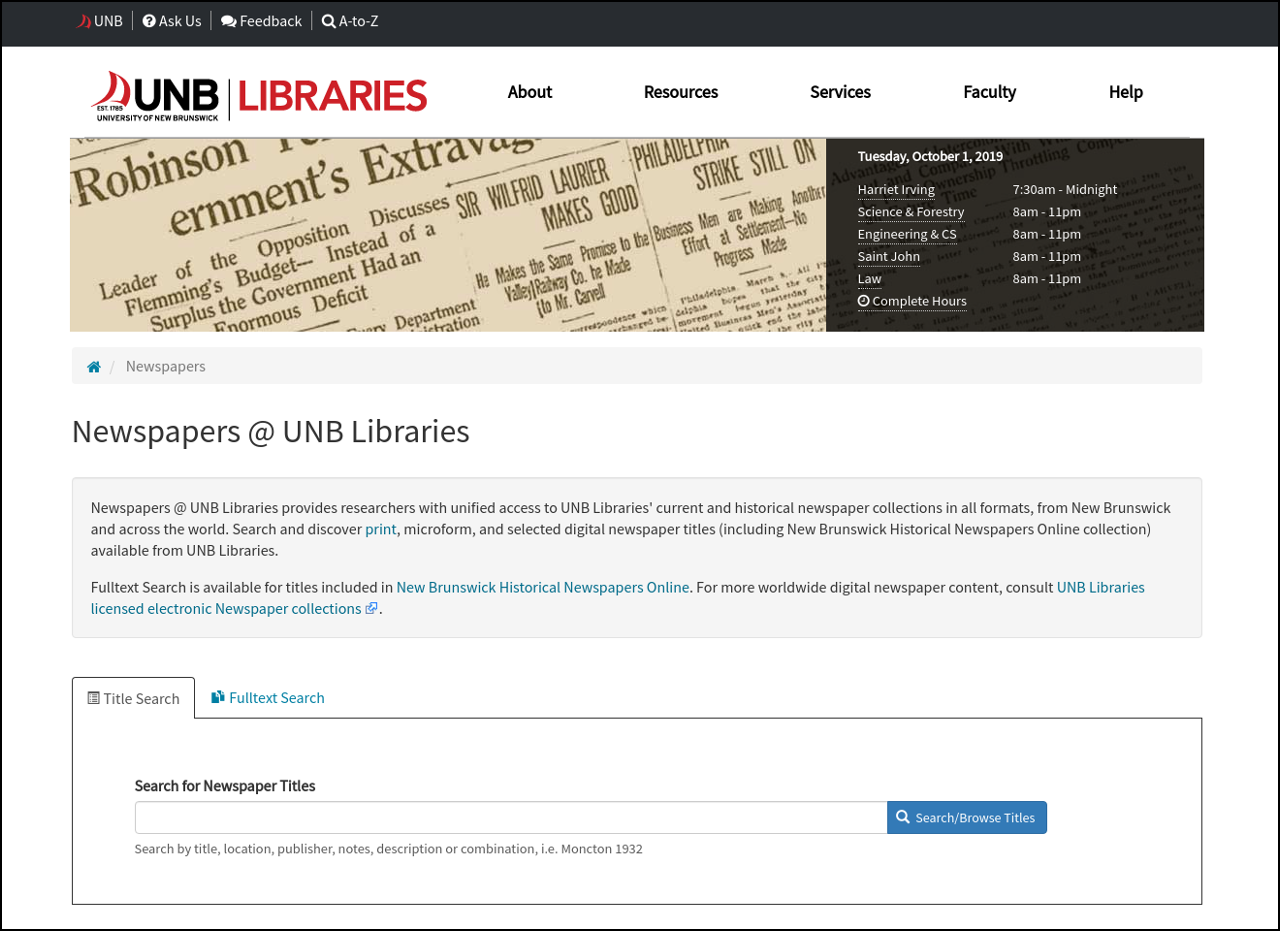 UNB
Ask Us
Feedback
A-to-Z
UNB LIBRARIES
EST. 1785
UNIVERSITY OF NEW BRUNSWICK
About
Resources
Services
Faculty
Help
Robinson
ernment's Extravag
Leader of the Opposition Discusses
Flemming's Budget— Instead of a
Surplus the Government Had an
Enormous Deficit
Department
SIR WILFRID LAURIER
MAKES GOOD
He Makes the Same Promise to the
Valley Railway Co. he Made
to Mr. Carvell
PHILADELPHIA
STRIKE STILL ON
Business Men are Making Another
Effort at Settlement—No
Progress Made
Tuesday, October 1, 2019
Harriet Irving 7:30am - Midnight
Science & Forestry 8am - 11pm
Engineering & CS 8am - 11pm
Saint John 8am - 11pm
Law 8am - 11pm
Complete Hours
/ Newspapers
Newspapers @ UNB Libraries
Newspapers @ UNB Libraries provides researchers with unified access to UNB Libraries' current and historical newspaper collections in all formats, from New Brunswick
and across the world. Search and discover print, microform, and selected digital newspaper titles (including New Brunswick Historical Newspapers Online collection)
available from UNB Libraries.
Fulltext Search is available for titles included in New Brunswick Historical Newspapers Online. For more worldwide digital newspaper content, consult UNB Libraries
licensed electronic Newspaper collections .
Title Search
Fulltext Search
Search for Newspaper Titles
Search/Browse Titles
Search by title, location, publisher, notes, description or combination, i.e. Moncton 1932